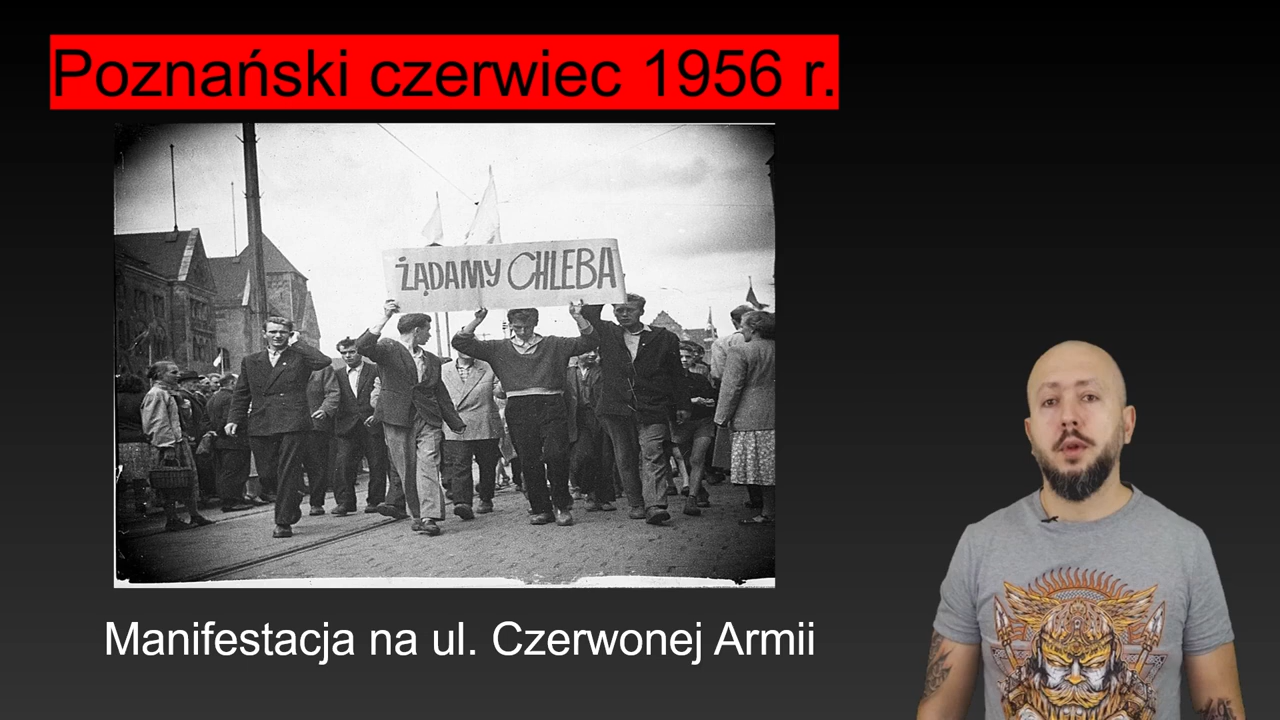 Poznański czerwiec 1956 r.
ŻĄDAMY CHLEBA
Manifestacja na ul. Czerwonej Armii